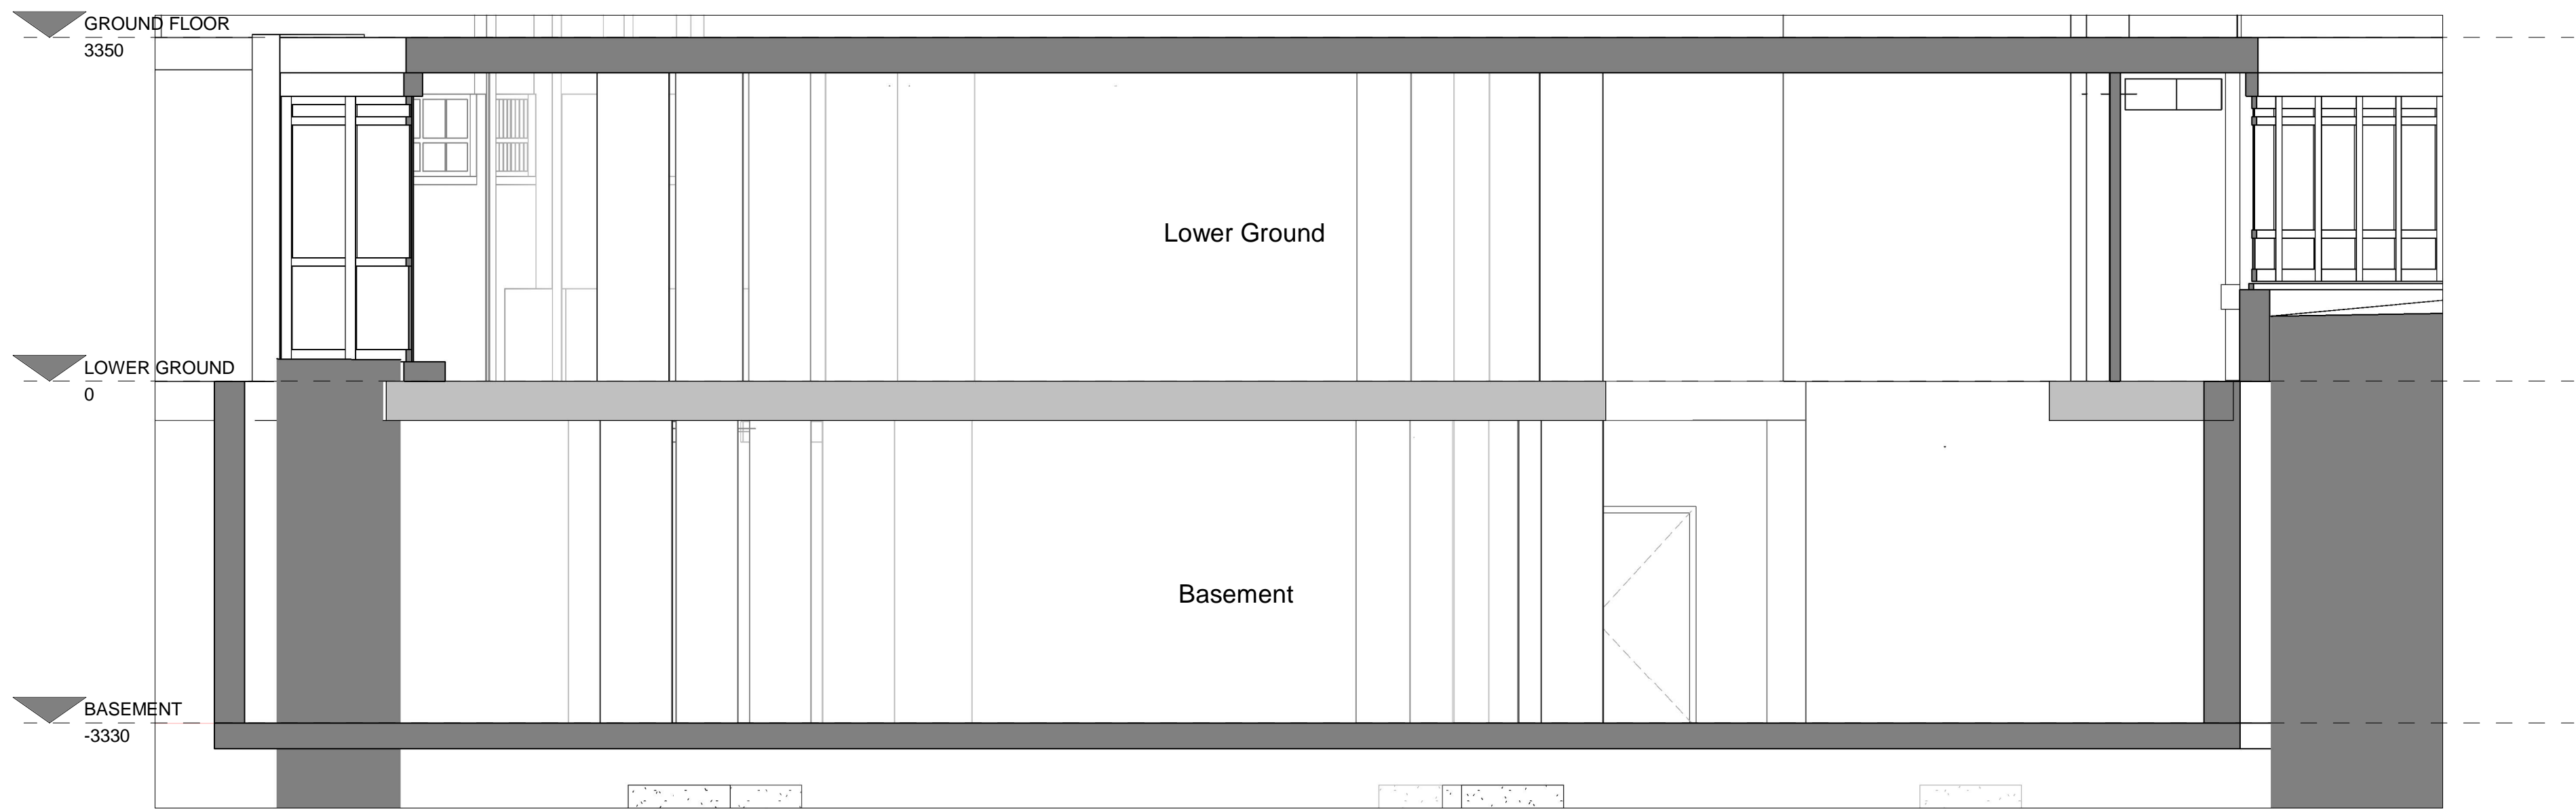 GROUND FLOOR
3350
Lower Ground
LOWER GROUND
0
Basement
BASEMENT
-3330